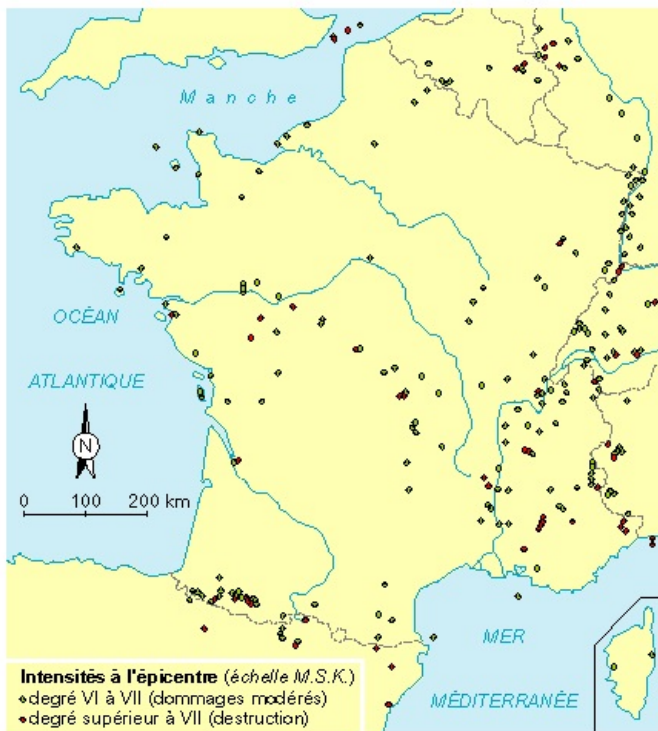 Manche
OCÉAN
ATLANTIQUE
N
0 100 200 km
MER
MÉDITERRANÉE
Intensités à l'épicentre (échelle M.S.K.)
degré VI à VII (dommages modérés)
degré supérieur à VII (destruction)